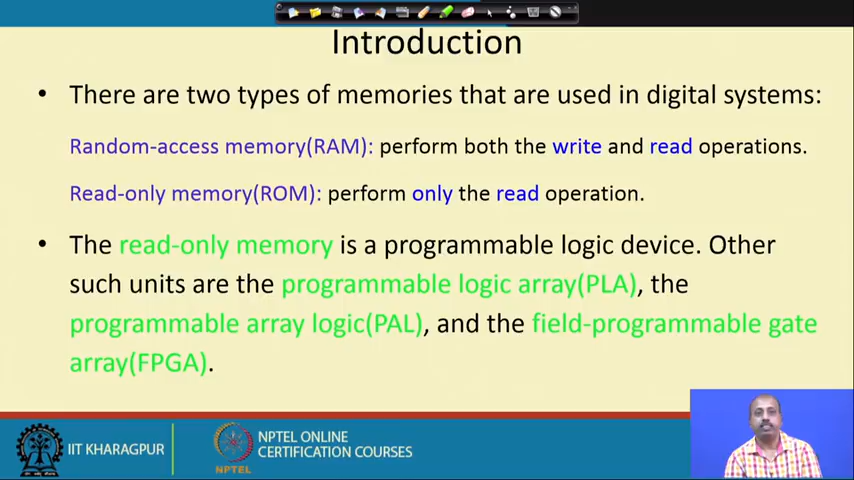 Introduction
• There are two types of memories that are used in digital systems:
Random-access memory(RAM): perform both the write and read operations.
Read-only memory(ROM): perform only the read operation.
• The read-only memory is a programmable logic device. Other
such units are the programmable logic array(PLA), the
programmable array logic(PAL), and the field-programmable gate
array(FPGA).
IIT KHARAGPUR
NPTEL
NPTEL ONLINE
CERTIFICATION COURSES